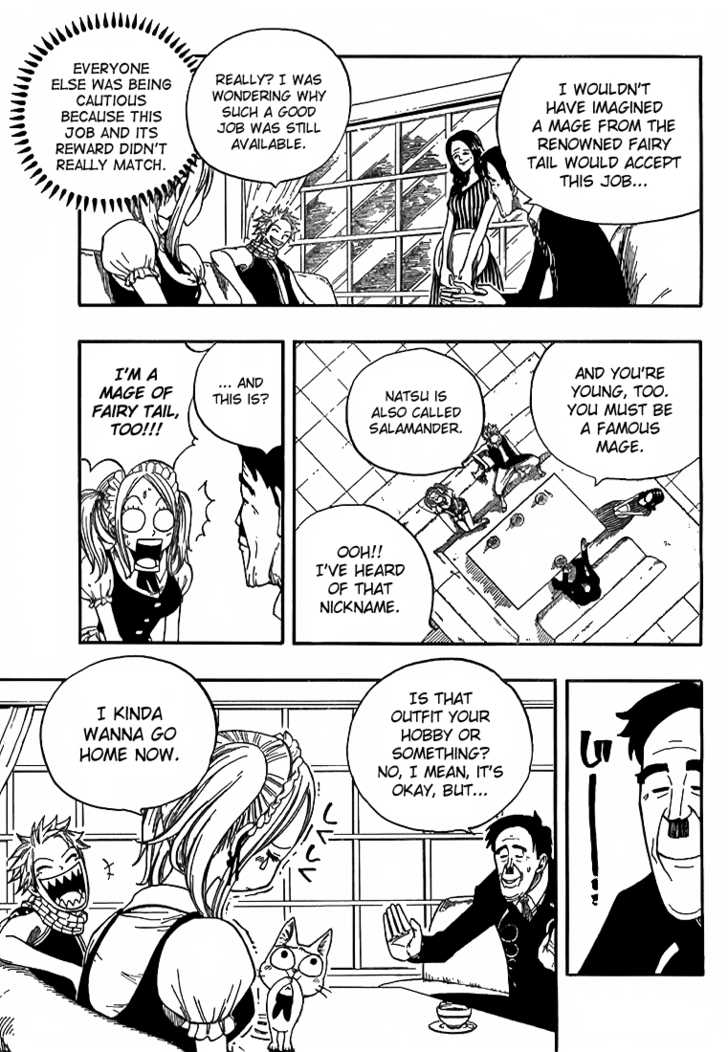 I WOULDN'T
HAVE IMAGINED
A MAGE FROM THE
RENOWNED FAIRY
TAIL WOULD ACCEPT
THIS JOB...
REALLY? I WAS
WONDERING WHY
SUCH A GOOD
JOB WAS STILL
AVAILABLE.
EVERYONE
ELSE WAS BEING
CAUTIOUS
BECAUSE THIS
JOB AND ITS
REWARD DIDN'T
REALLY MATCH.
AND YOU'RE
YOUNG, TOO.
YOU MUST BE
A FAMOUS
MAGE.
NATSU IS
ALSO CALLED
SALAMANDER.
OOH!!
I'VE HEARD
OF THAT
NICKNAME.
... AND
THIS IS?
I'M A
MAGE OF
FAIRY TAIL,
TOO!!!
じー
IS THAT
OUTFIT YOUR
HOBBY OR
SOMETHING?
NO, I MEAN, IT'S
OKAY, BUT...
I KINDA
WANNA GO
HOME NOW.